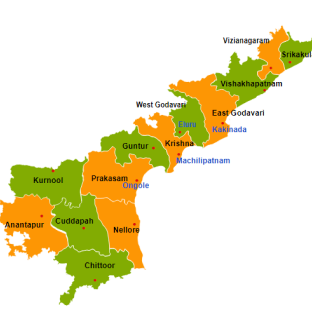 Vizianagaram
Srikakul
Vishakhapatnam
West Godavari
East Godavari
Eluru
Kakinada
Krishna
Guntur
Machilipatnam
Prakasam
Kurnool
Ongole
Cuddapah
Anantapur
Nellore
Chittoor